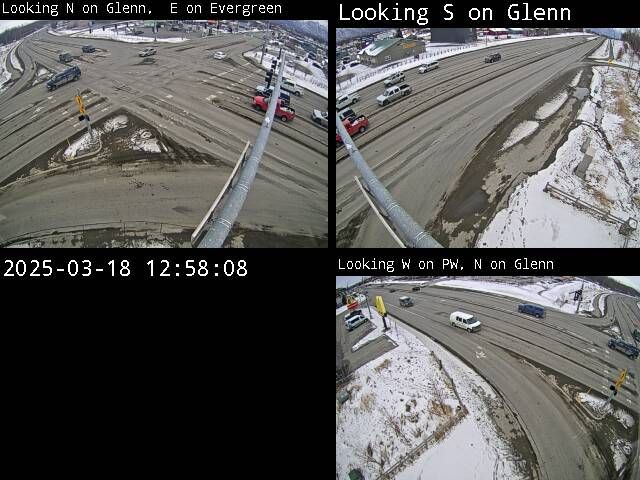 Looking N on Glenn,  E on Evergreen
Looking S on Glenn
2025-03-18 12:58:08
Looking W on PW, N on Glenn